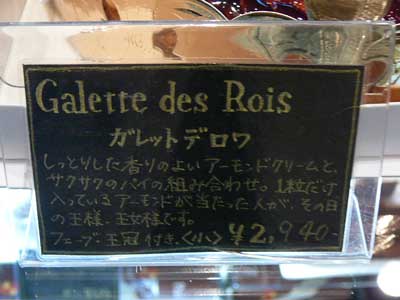 Galette des Rois
ガレットデロワ
しっとりした香りのよいアーモンドクリームと、
サクサクのパイの組み合わせ。1粒だけ
入っているアーモンドが当たった人が、その日
の王様、王女様です。
フェーブ・王冠付き.<小> ¥2,940-